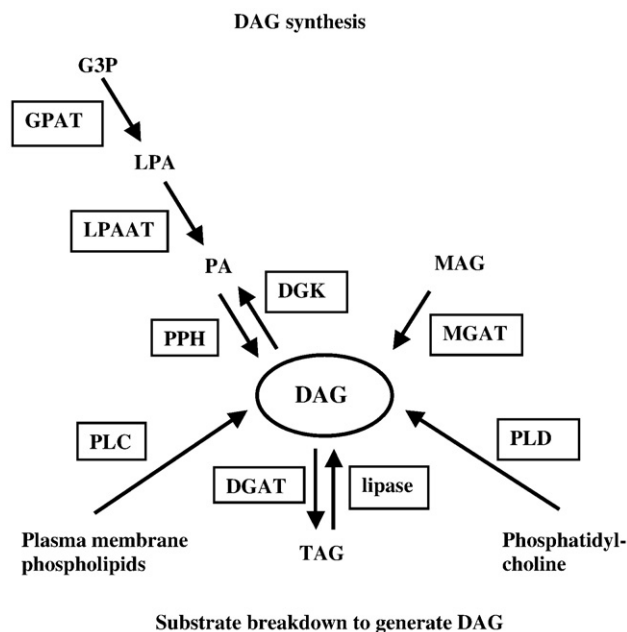 DAG synthesis
G3P
GPAT
LPA
LPAAT
PA
MAG
DGK
PPH
MGAT
DAG
PLC
PLD
DGAT
lipase
Plasma membrane
phospholipids
TAG
Phosphatidyl-
choline
Substrate breakdown to generate DAG